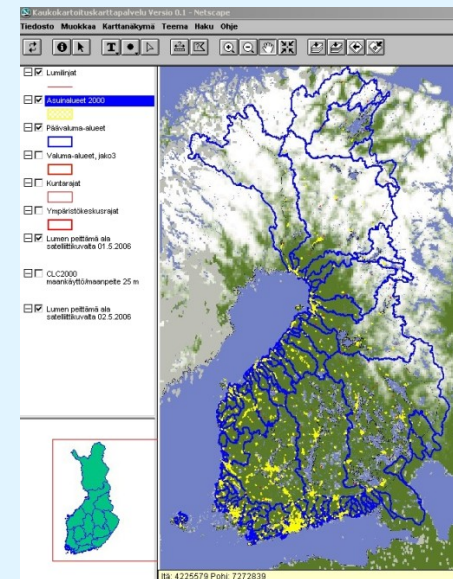 Kaukokartoituskarttapalvelu Versio 0.1 - Netscape
Tiedosto Muokkaa Karttanäkymä Teema Haku Ohje
T
Lumilinjat
Asuinalueet 2000
Päävaluma-alueet
Valuma-alueet, jako3
Kuntarajat
Ympäristökeskusrajat
Lumen peittämä ala
satelliittikuvalta 01.5.2006
CLC2000
maankäyttö/maanpeite 25 m
Lumen peittämä ala
satelliittikuvalta 02.5.2006
Itä: 4225579 Pohj: 7272839